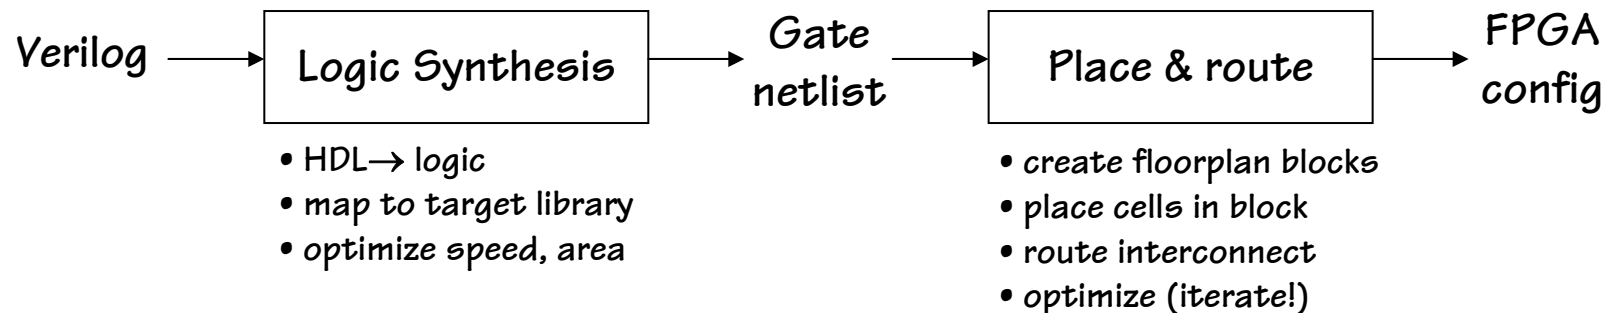 Verilog
Logic Synthesis
Gate
netlist
Place & route
FPGA
config
• HDL→ logic
• map to target library
• optimize speed, area
• create floorplan blocks
• place cells in block
• route interconnect
• optimize (iterate!)